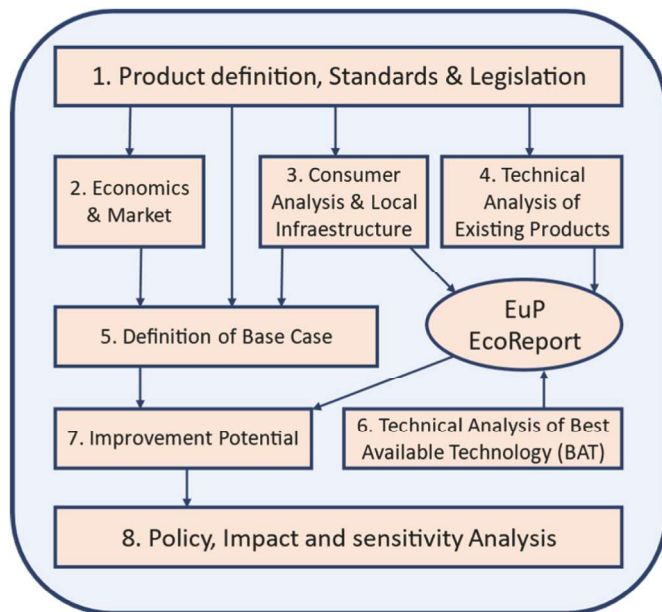 1. Product definition, Standards & Legislation
2. Economics
& Market
3. Consumer
Analysis & Local
Infraestructure
4. Technical
Analysis of
Existing Products
5. Definition of Base Case
EuP
EcoReport
7. Improvement Potential
6. Technical Analysis of Best
Available Technology (BAT)
8. Policy, Impact and sensitivity Analysis